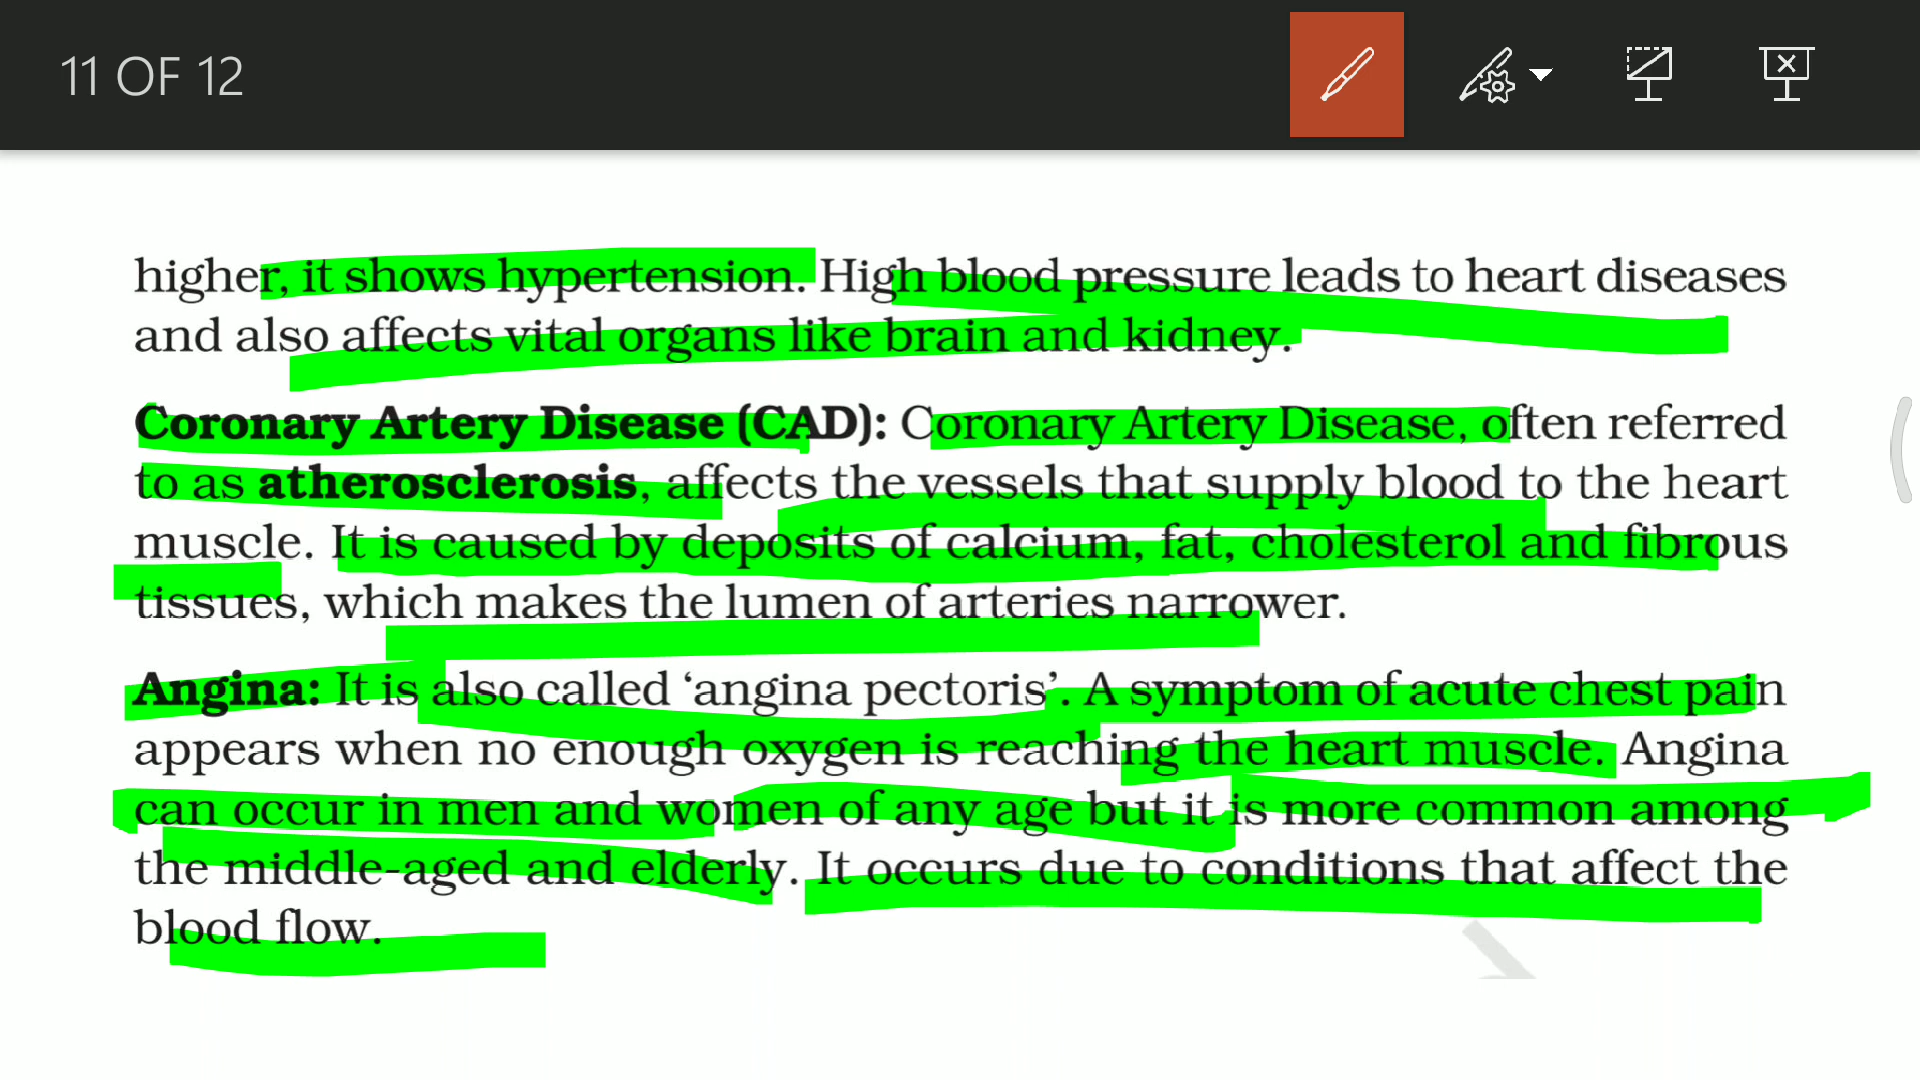 11 OF 12
higher, it shows hypertension. High blood pressure leads to heart diseases
and also affects vital organs like brain and kidney.
Coronary Artery Disease (CAD): Coronary Artery Disease, often referred
to as atherosclerosis, affects the vessels that supply blood to the heart
muscle. It is caused by deposits of calcium, fat, cholesterol and fibrous
tissues, which makes the lumen of arteries narrower.
Angina: It is also called ‘angina pectoris’. A symptom of acute chest pain
appears when no enough oxygen is reaching the heart muscle. Angina
can occur in men and women of any age but it is more common among
the middle-aged and elderly. It occurs due to conditions that affect the
blood flow.